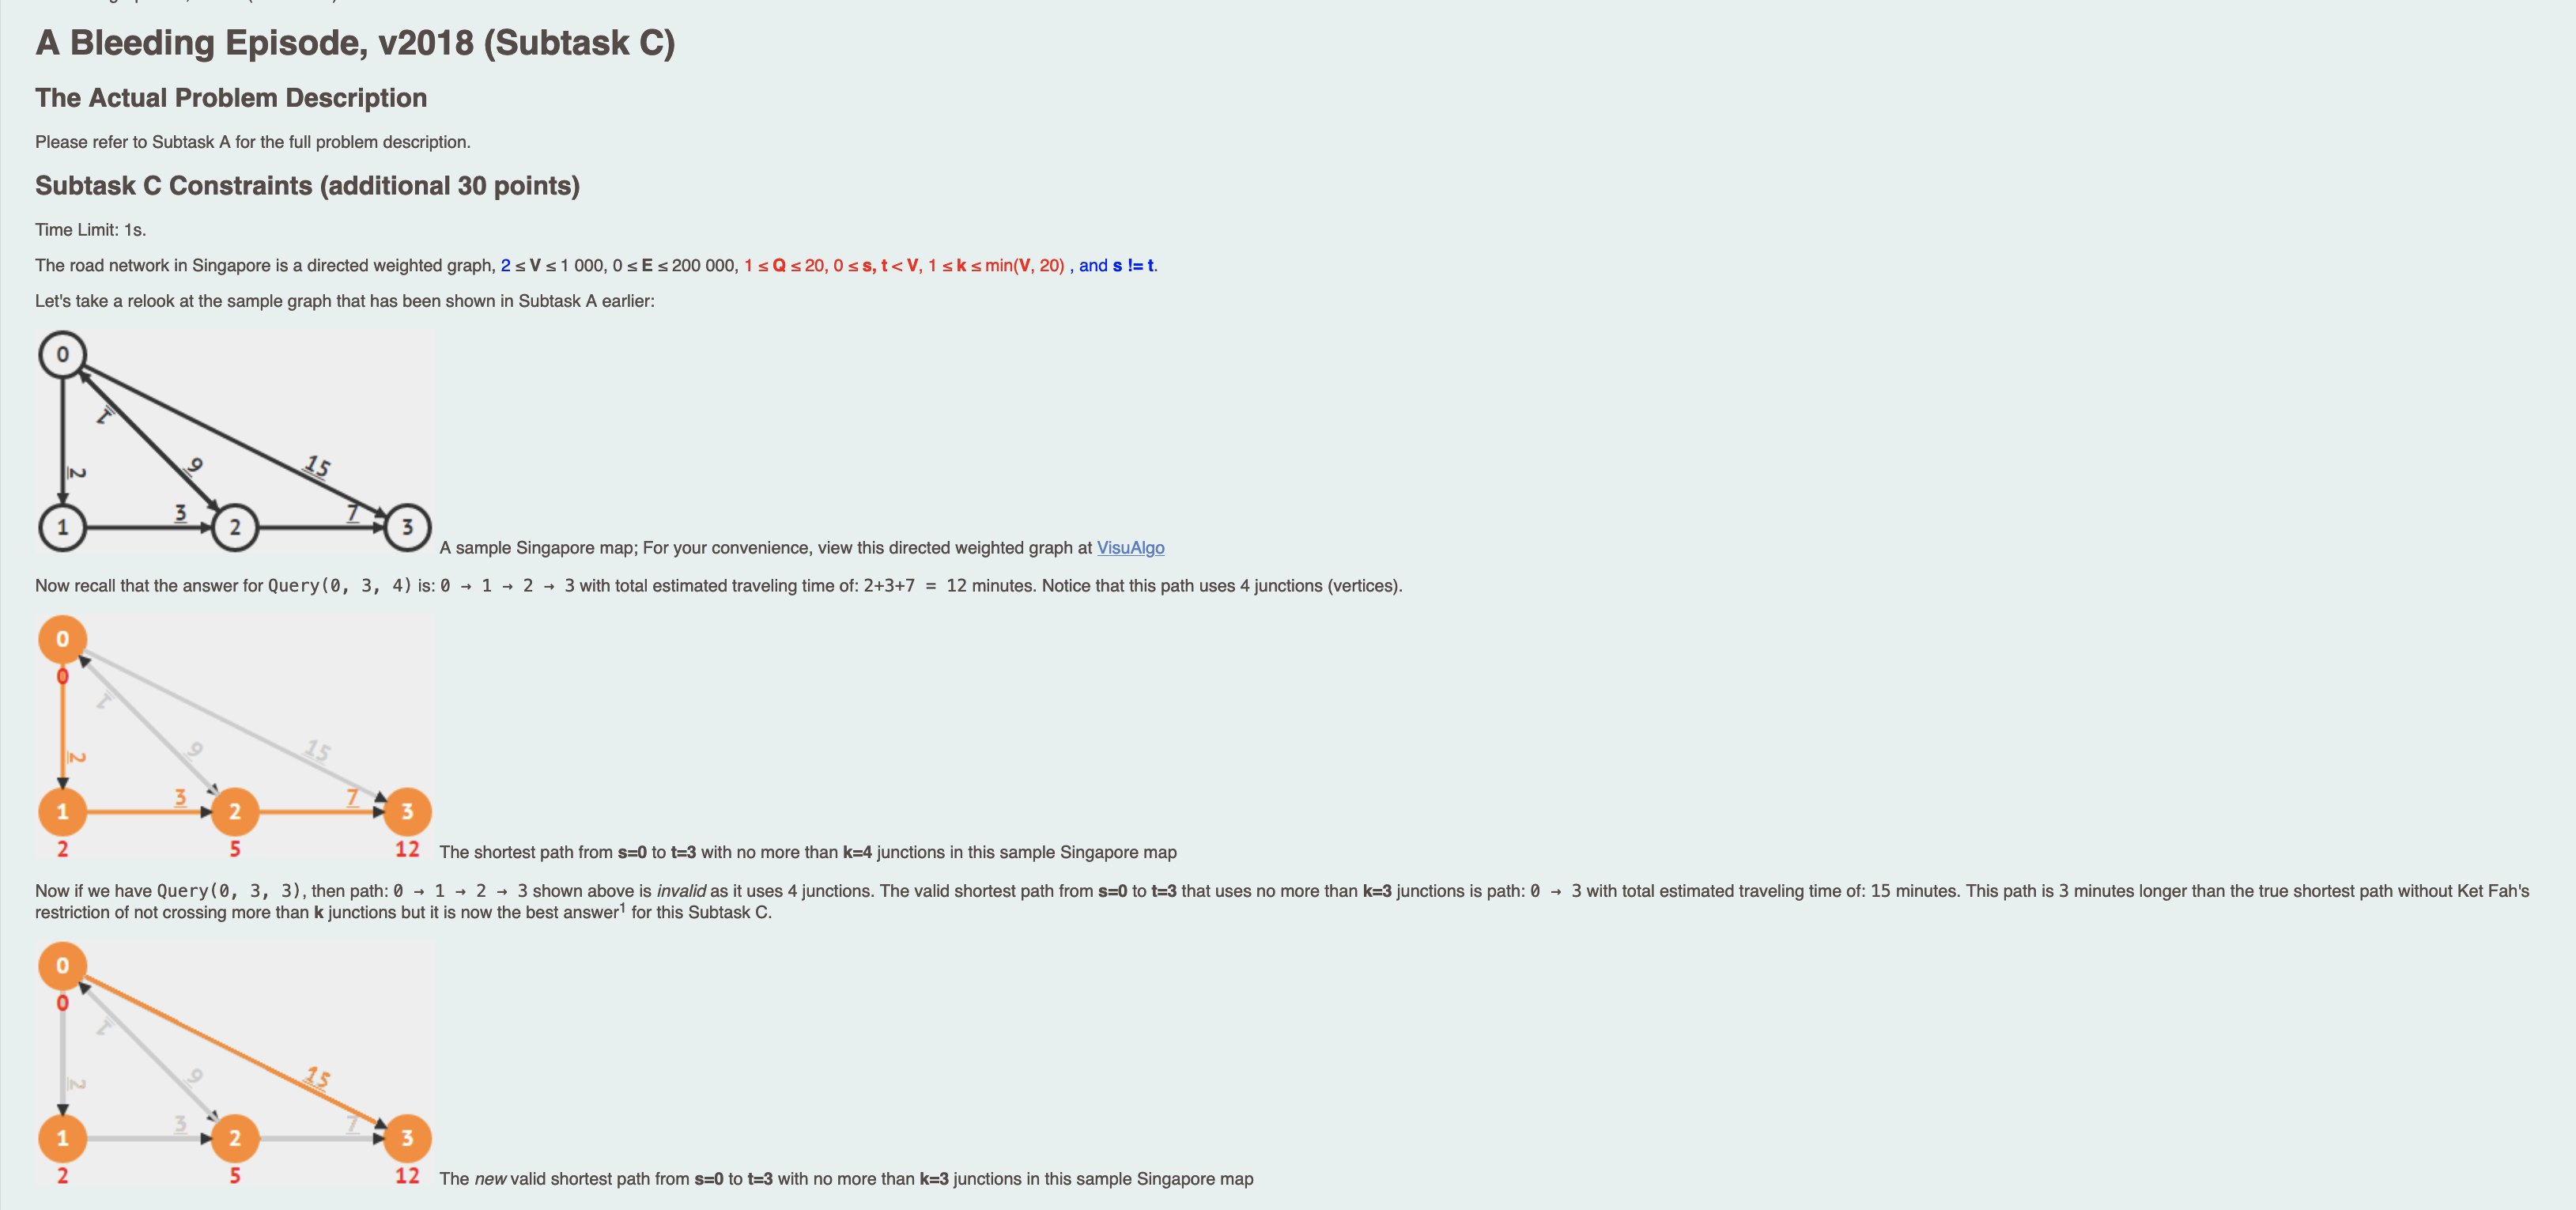 A Bleeding Episode, v2018 (Subtask C)
The Actual Problem Description
Please refer to Subtask A for the full problem description.
Subtask C Constraints (additional 30 points)
Time Limit: 1s.
The road network in Singapore is a directed weighted graph, 2 ≤ V ≤ 1 000, 0 ≤ E ≤ 200 000, 1 ≤ Q ≤ 20, 0 ≤ s, t < V, 1 ≤ k ≤ min(V, 20) , and s != t.
Let's take a relook at the sample graph that has been shown in Subtask A earlier:
0
1
9
15
2
3
7
1
2
3
A sample Singapore map; For your convenience, view this directed weighted graph at VisuAlgo
Now recall that the answer for Query(0, 3, 4) is: 0 → 1 → 2 → 3 with total estimated traveling time of: 2+3+7 = 12 minutes. Notice that this path uses 4 junctions (vertices).
0
0
1
9
15
2
3
7
1
2
3
2
5
12
The shortest path from s=0 to t=3 with no more than k=4 junctions in this sample Singapore map
Now if we have Query(0, 3, 3), then path: 0 → 1 → 2 → 3 shown above is invalid as it uses 4 junctions. The valid shortest path from s=0 to t=3 that uses no more than k=3 junctions is path: 0 → 3 with total estimated traveling time of: 15 minutes. This path is 3 minutes longer than the true shortest path without Ket Fah's
restriction of not crossing more than k junctions but it is now the best answer1 for this Subtask C.
0
0
1
9
15
2
3
7
1
2
3
2
5
12
The new valid shortest path from s=0 to t=3 with no more than k=3 junctions in this sample Singapore map